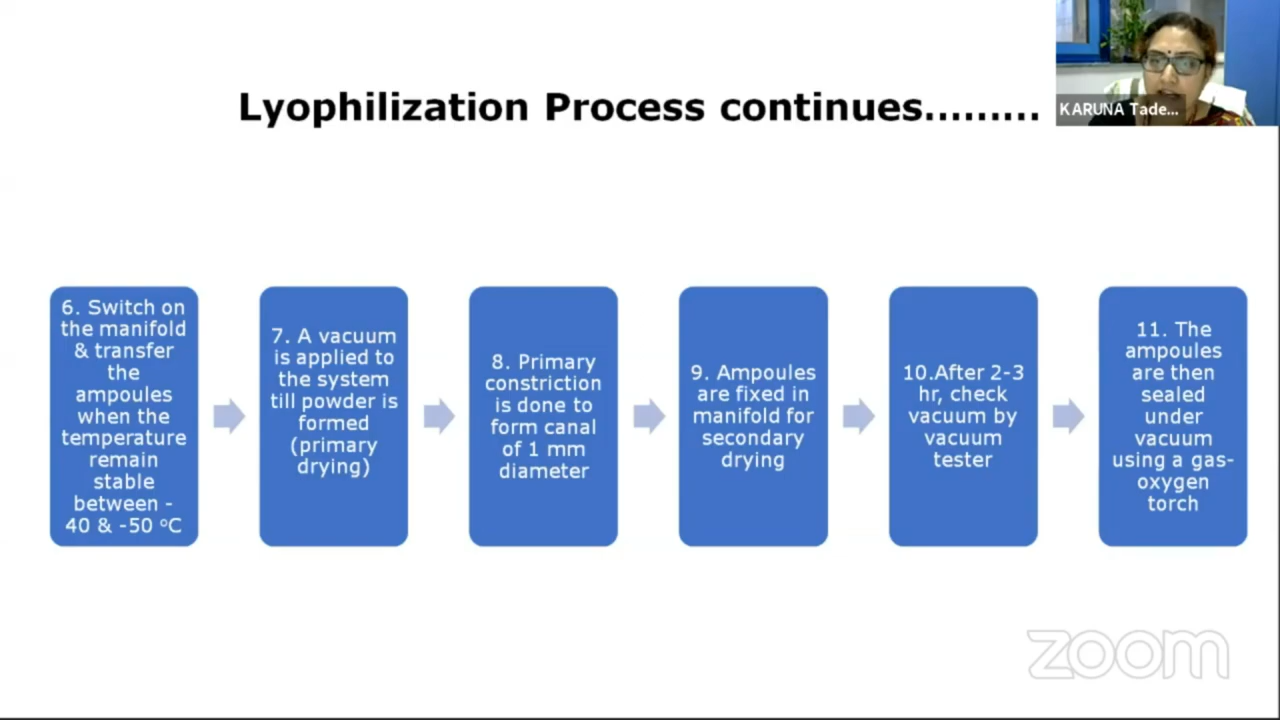 Lyophilization Process continues.........
KARUNA Tade...
6. Switch on
the manifold
& transfer
the
ampoules
when the
temperature
remain
stable
between -
40 & -50 ºC
7. A vacuum
is applied to
the system
till powder is
formed
(primary
drying)
8. Primary
constriction
is done to
form canal
of 1 mm
diameter
9. Ampoules
are fixed in
manifold for
secondary
drying
10.After 2-3
hr, check
vacuum by
vacuum
tester
11. The
ampoules
are then
sealed
under
vacuum
using a gas-
oxygen
torch
zoom